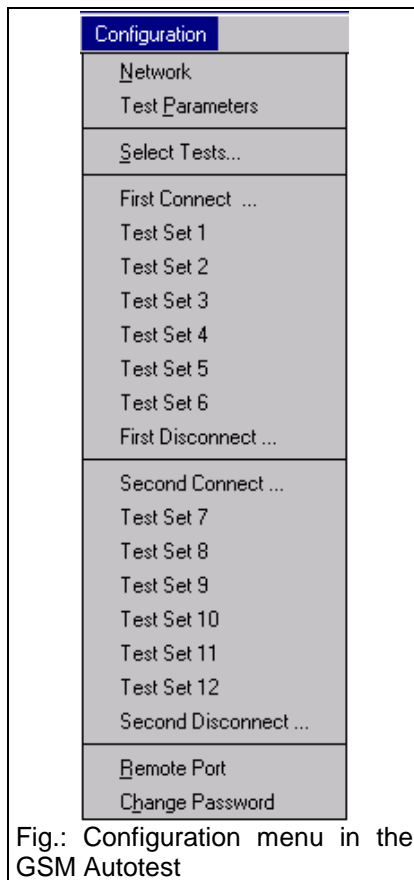 Configuration
Network
Test Parameters
Select Tests...
First Connect ...
Test Set 1
Test Set 2
Test Set 3
Test Set 4
Test Set 5
Test Set 6
First Disconnect ...
Second Connect ...
Test Set 7
Test Set 8
Test Set 9
Test Set 10
Test Set 11
Test Set 12
Second Disconnect ...
Remote Port
Change Password
Fig.: Configuration menu in the
GSM Autotest